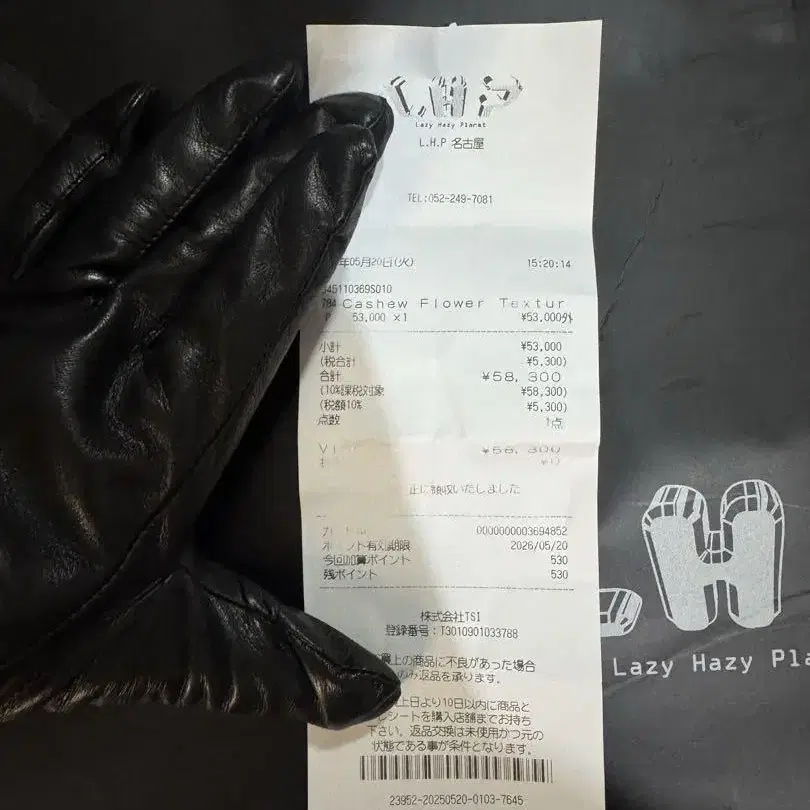 L.H.P
Lazy Hazy Planet
L.H.P 名古屋
TEL:052-249-7081
年05月20日(火) 15:20:14
45110369S010
784 Cashew Flower Textur
53,000 ×1 ¥53,000外
小計 ¥53,000
(税合計 ¥5,300)
合計 ¥58,300
(10%課税対象 ¥58,300)
(税額10% ¥5,300)
点数 1点
¥58,300
¥0
正に領収いたしました
0000000003694852
ポイント有効期限 2026/05/20
今回加算ポイント 530
残ポイント 530
株式会社TSI
登録番号:T3010901033788
買上の商品に不良があった場合
のみ返品を承ります。
上日より10日以内に商品と
レシートを購入店舗までお持ち
下さい。返品交換は未使用かつ元の
状態である事が条件となります。
23952-20250520-0103-7645
H
Lazy Hazy Pla